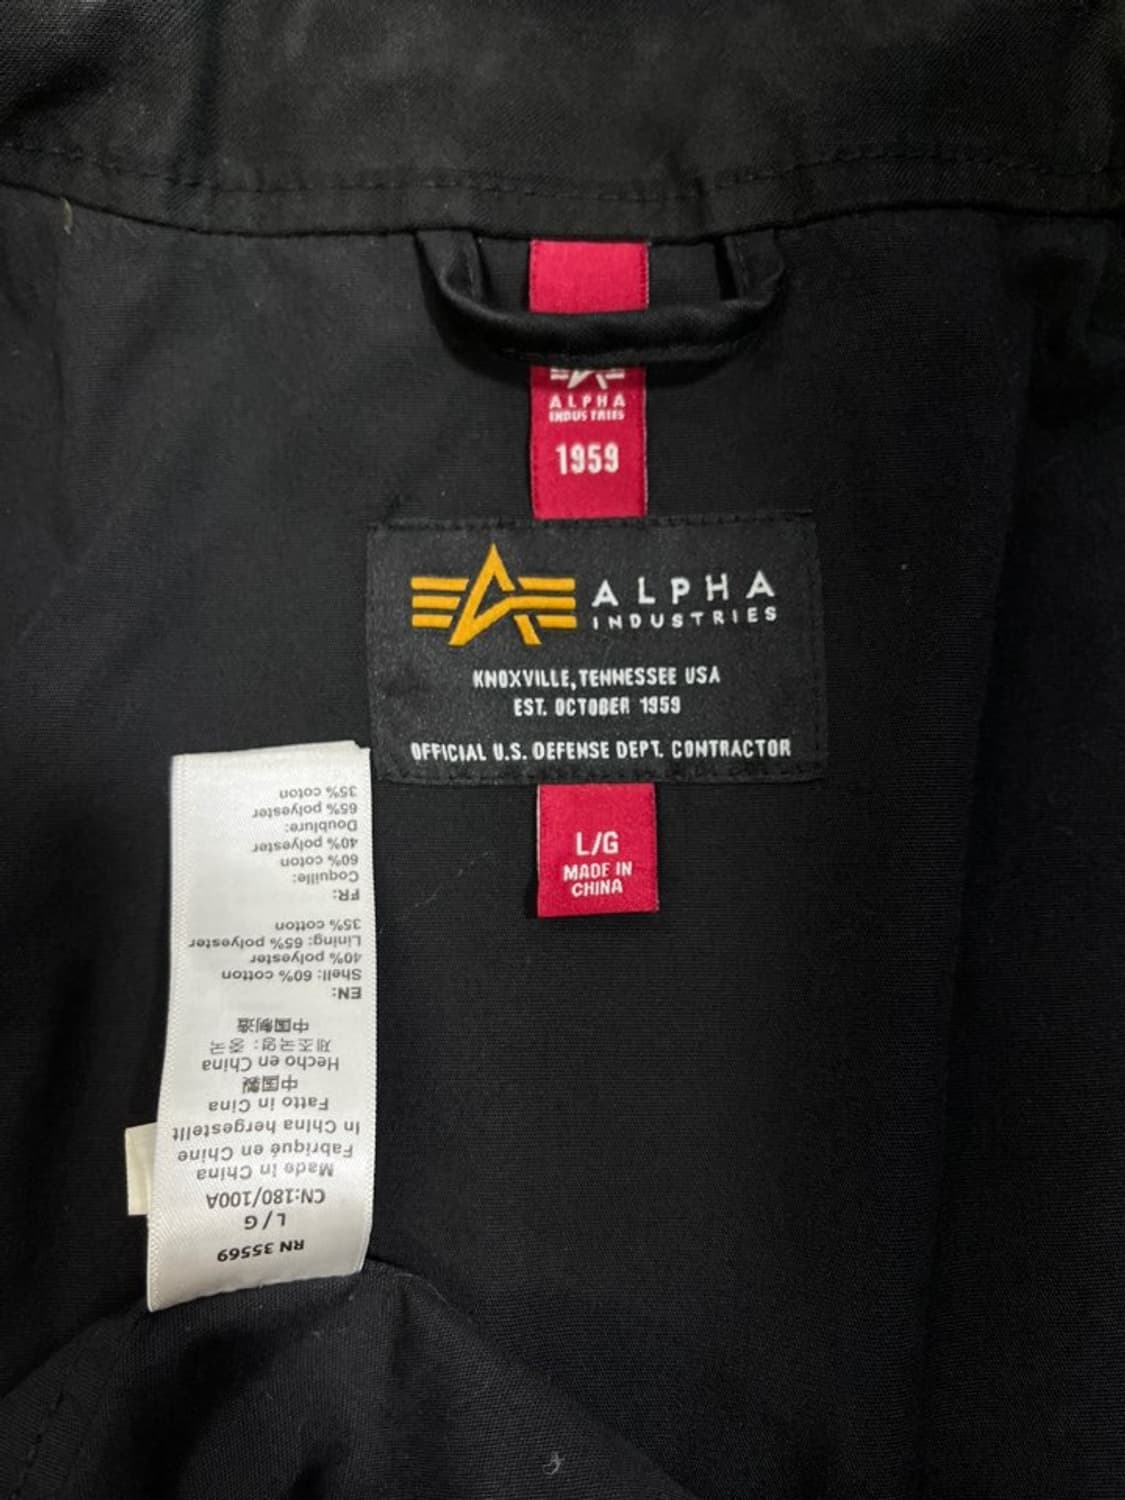 ALPHA
INDUSTRIES
1959
ALPHA
INDUSTRIES
KNOXVILLE, TENNESSEE USA
EST. OCTOBER 1959
OFFICIAL U.S. DEFENSE DEPT. CONTRACTOR
L/G
MADE IN
CHINA
RN 35569
L / G
CN:180/100A
Made in China
Fabriqué en Chine
In China hergestellt
Fatto in Cina
中国製
Hecho en China
제조국명: 중국
中国制造
EN:
Shell: 60% cotton
40% polyester
Lining: 65% polyester
35% cotton
FR:
Coquille:
60% coton
40% polyester
Doublure:
65% polyester
35% coton